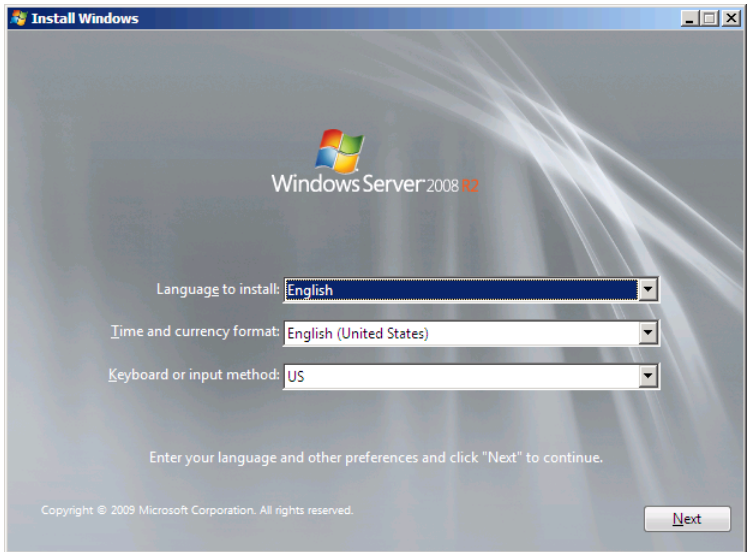 Install Windows
Windows Server 2008 R2
Language to install: English
Time and currency format: English (United States)
Keyboard or input method: US
Enter your language and other preferences and click "Next" to continue.
Copyright © 2009 Microsoft Corporation. All rights reserved.
Next